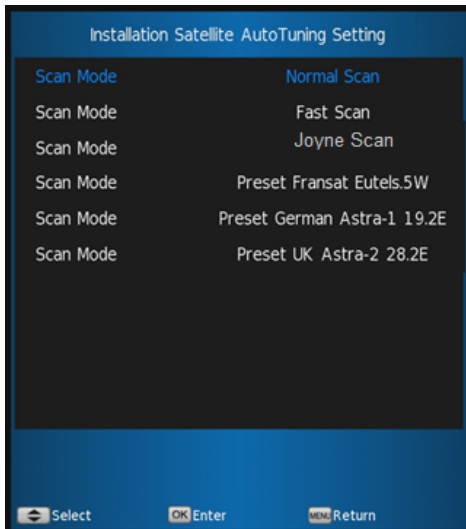 Installation Satellite AutoTuning Setting
Scan Mode Normal Scan
Scan Mode Fast Scan
Scan Mode Joyne Scan
Scan Mode Preset Fransat Eutels.5W
Scan Mode Preset German Astra-1 19.2E
Scan Mode Preset UK Astra-2 28.2E
Select OK Enter MENU Return